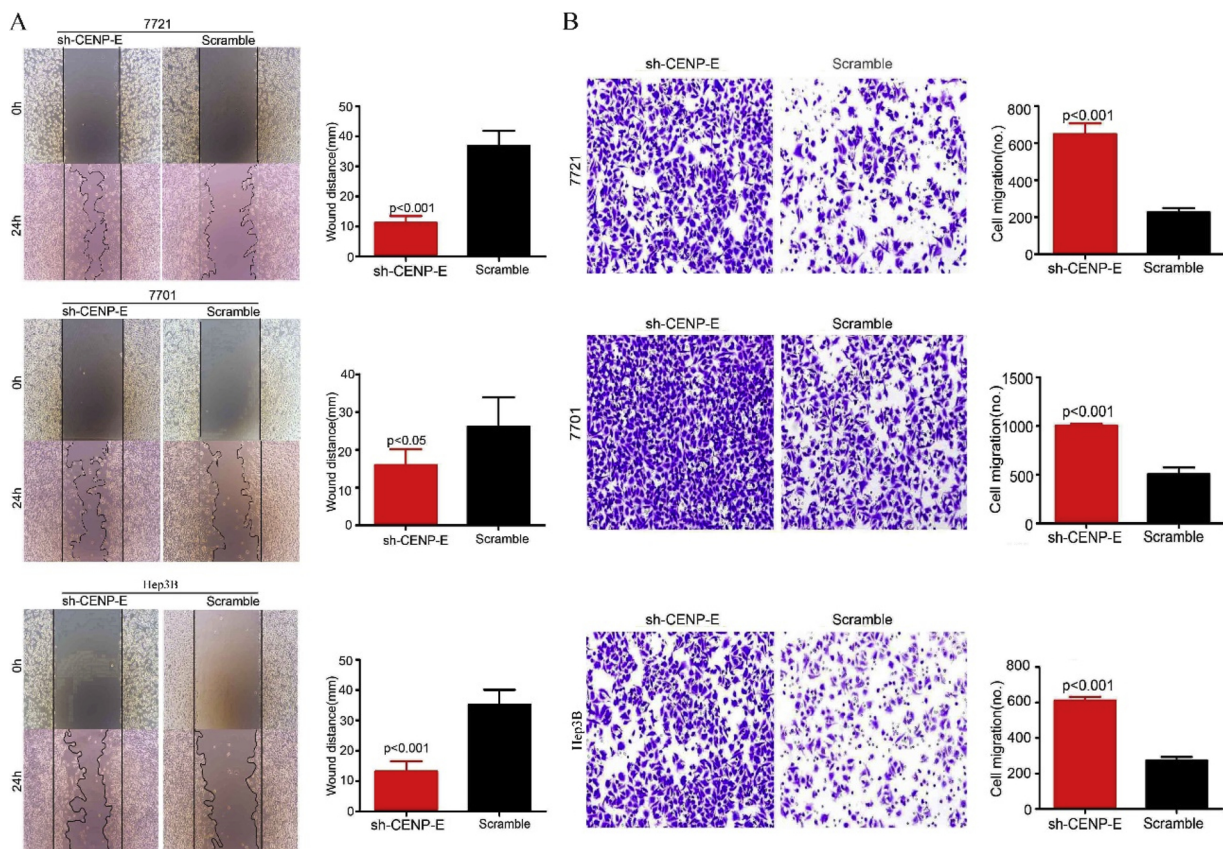 A
B
7721
sh-CENP-E Scramble
0h
24h
50
40
30
20
10
0
Wound distance(mm)
p<0.001
sh-CENP-E Scramble
sh-CENP-E Scramble
7721
800
600
400
200
0
Cell migration(no.)
p<0.001
sh-CENP-E Scramble
7701
sh-CENP-E Scramble
0h
24h
40
30
20
10
0
Wound distance(mm)
p<0.05
sh-CENP-E Scramble
sh-CENP-E Scramble
7701
1500
1000
500
0
Cell migration(no.)
p<0.001
sh-CENP-E Scramble
Hep3B
sh-CENP-E Scramble
0h
24h
50
40
30
20
10
0
Wound distance(mm)
p<0.001
sh-CENP-E Scramble
sh-CENP-E Scramble
Hep3B
800
600
400
200
0
Cell migration(no.)
p<0.001
sh-CENP-E Scramble